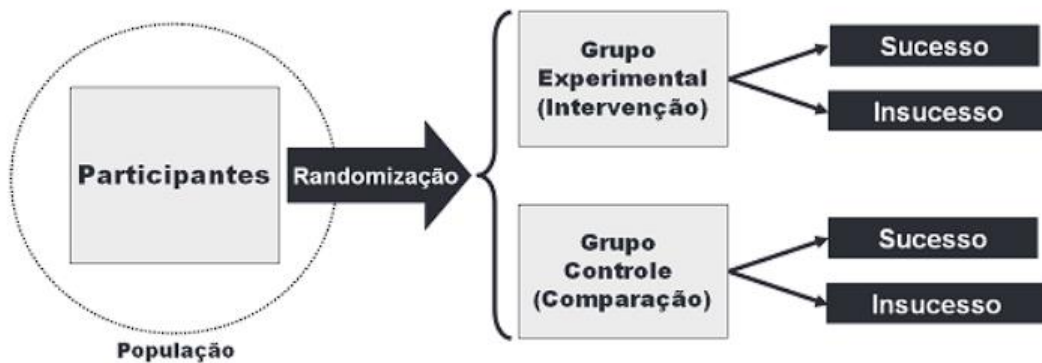 Participantes
População
Randomização
Grupo
Experimental
(Intervenção)
Sucesso
Insucesso
Grupo
Controle
(Comparação)
Sucesso
Insucesso